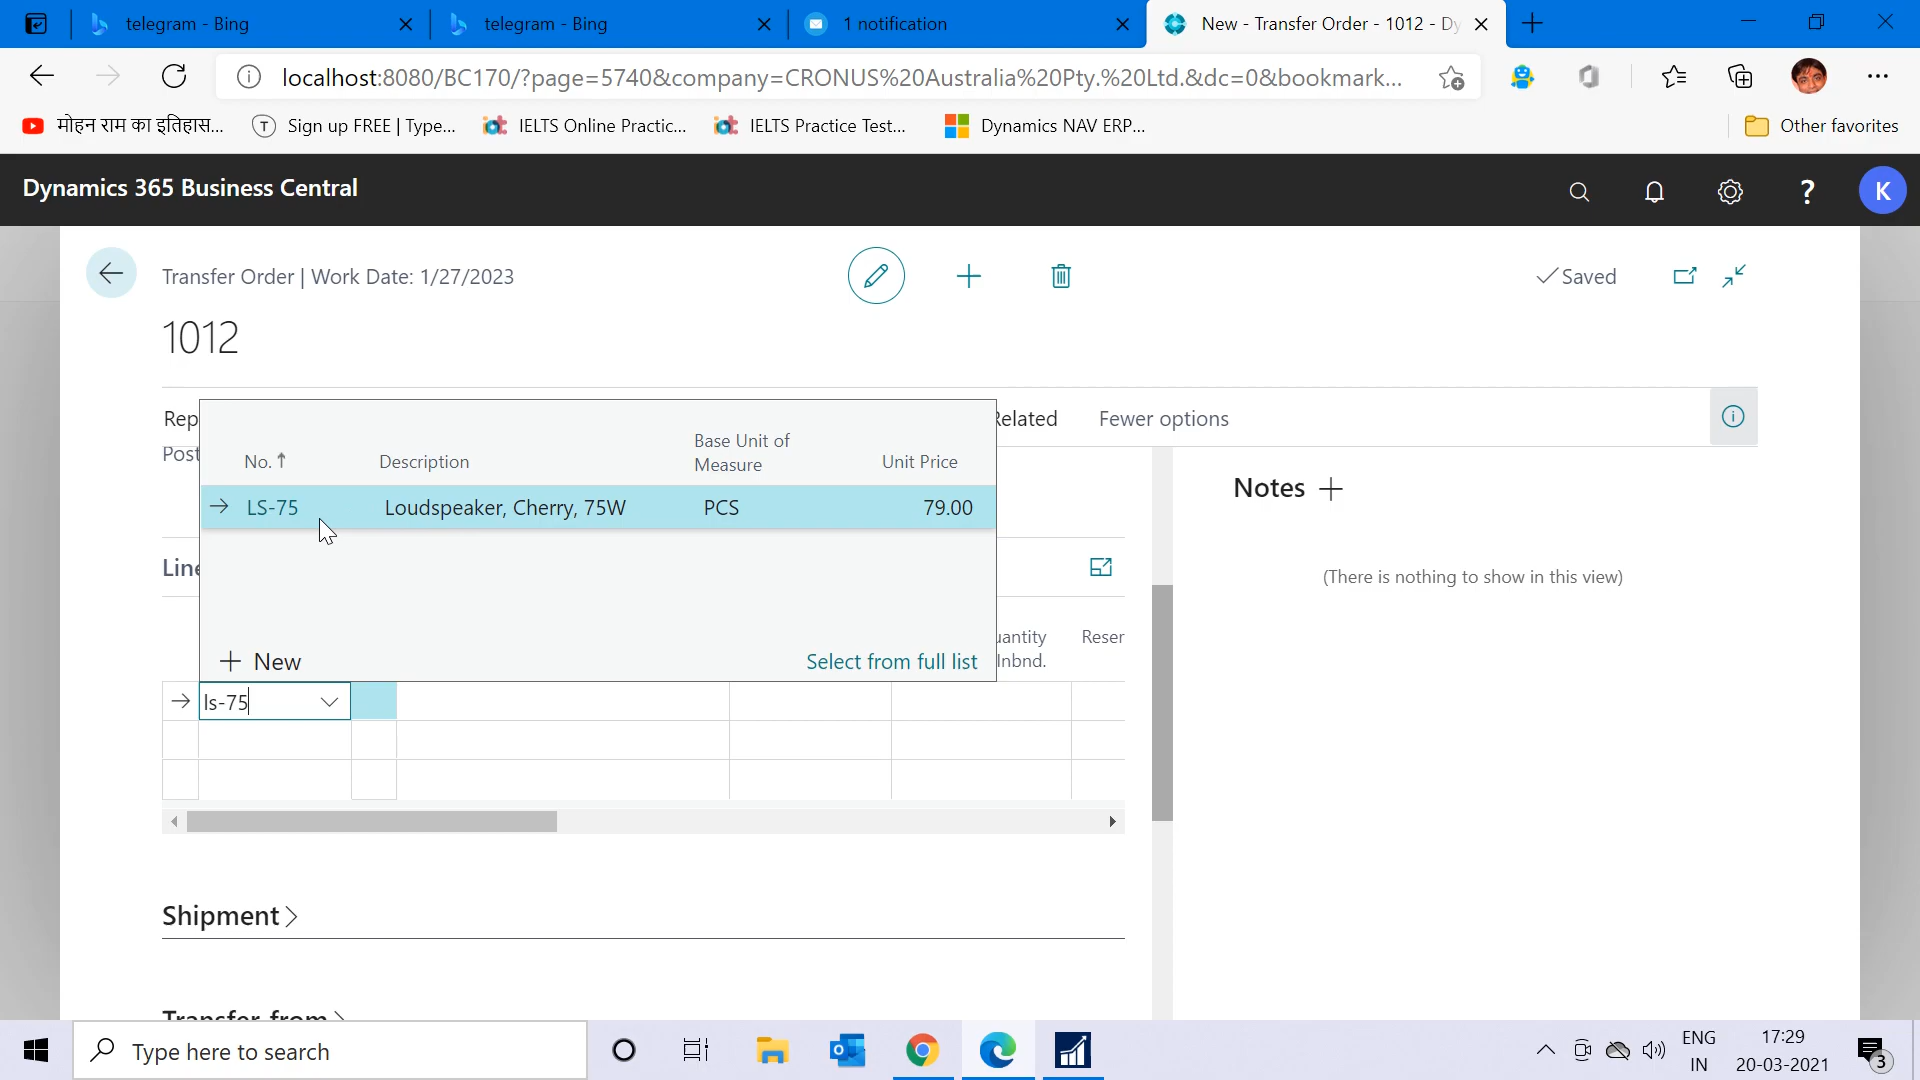 telegram - Bing
telegram - Bing
1 notification
New - Transfer Order - 1012 - Dy
localhost:8080/BC170/?page=5740&company=CRONUS%20Australia%20Pty.%20Ltd.&dc=0&bookmark...
मोहन राम का इतिहास...
Sign up FREE | Type...
IELTS Online Practic...
IELTS Practice Test...
Dynamics NAV ERP...
Other favorites
Dynamics 365 Business Central
K
Transfer Order | Work Date: 1/27/2023
Saved
1012
Rep
Related
Fewer options
Post
No.↑
Description
Base Unit of
Measure
Unit Price
LS-75
Loudspeaker, Cherry, 75W
PCS
79.00
Notes
(There is nothing to show in this view)
Line
New
Select from full list
uantity
Inbnd.
Reser
ls-75
Shipment
Transfer-from
Type here to search
ENG
IN
17:29
20-03-2021
3